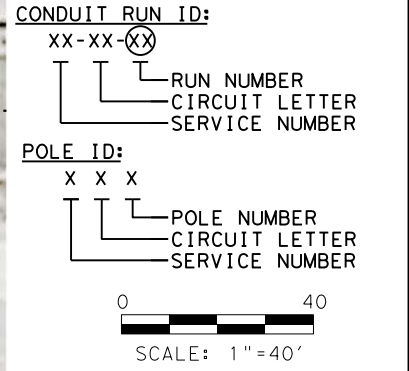 CONDUIT RUN ID:
XX-XX-XX
RUN NUMBER
CIRCUIT LETTER
SERVICE NUMBER
POLE ID:
X X X
POLE NUMBER
CIRCUIT LETTER
SERVICE NUMBER
0 40
SCALE: 1"=40'